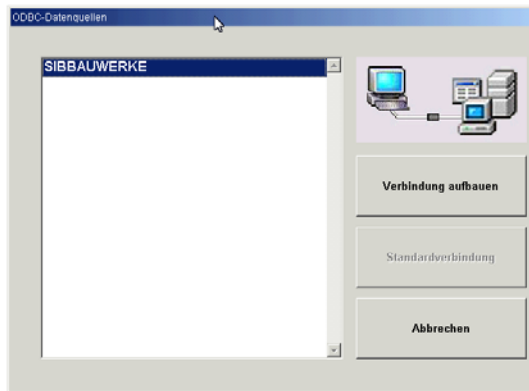 ODBC-Datenquellen
SIBBAUWERKE
Verbindung aufbauen
Standardverbindung
Abbrechen